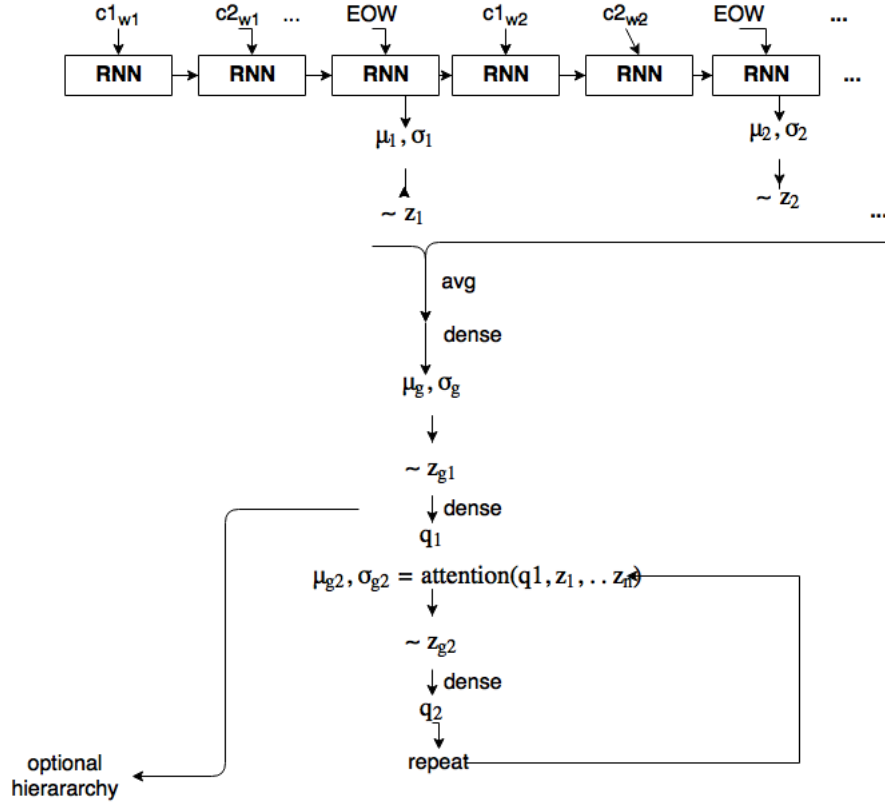 c1w1 c2w1 ... EOW c1w2 c2w2 EOW ...
RNN RNN RNN RNN RNN RNN ...
μ1, σ1 μ2, σ2
~ z1 ~ z2 ...
avg
dense
μg, σg
~ zg1
dense
q1
μg2, σg2 = attention(q1, z1, . . zn)
~ zg2
dense
q2
repeat
optional
hierararchy